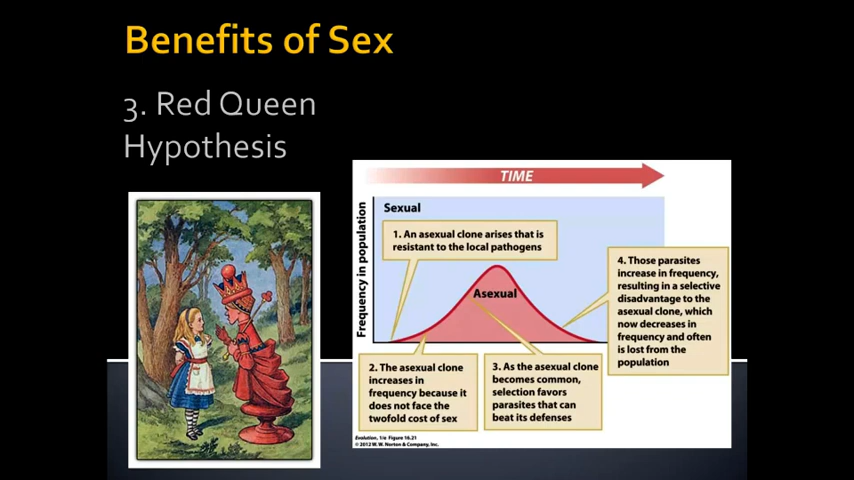 Benefits of Sex
3. Red Queen
Hypothesis
TIME
Frequency in population
Sexual
1. An asexual clone arises that is
resistant to the local pathogens
Asexual
4. Those parasites
increase in frequency,
resulting in a selective
disadvantage to the
asexual clone, which
now decreases in
frequency and often
is lost from the
population
2. The asexual clone
increases in
frequency because it
does not face the
twofold cost of sex
3. As the asexual clone
becomes common,
selection favors
parasites that can
beat its defenses
Evolution, 1/e Figure 16.21
© 2012 W. W. Norton & Company, Inc.